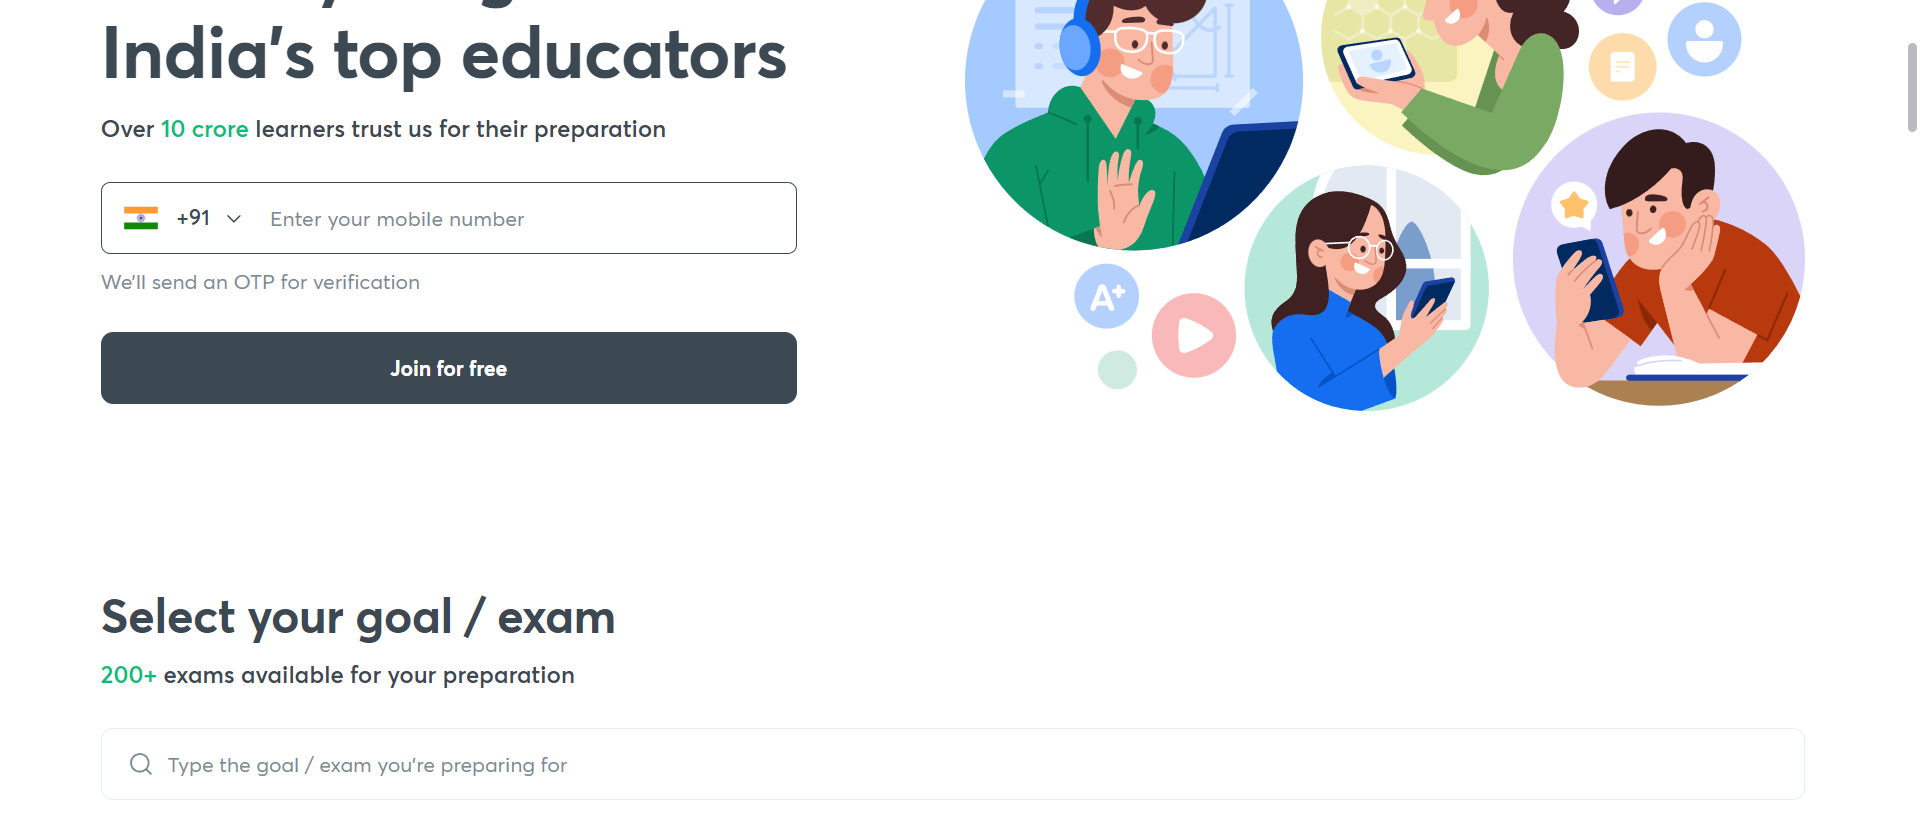 India's top educators
Over 10 crore learners trust us for their preparation
+91 Enter your mobile number
We'll send an OTP for verification
Join for free
A+
Select your goal / exam
200+ exams available for your preparation
Type the goal / exam you're preparing for